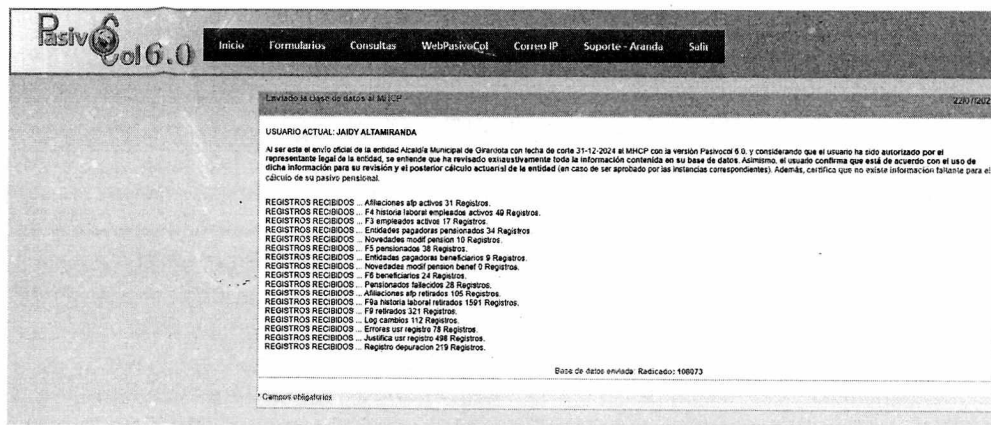 PasivoCol 6.0
Inicio Formularios Consultas WebPasivoCol Correo IP Soporte - Aranda Salir
Enviado la base de datos al MHCP
22/07/202
USUARIO ACTUAL: JAIDY ALTAMIRANDA
Al ser este el envío oficial de la entidad Alcaldía Municipal de Girardota con fecha de corte 31-12-2024 al MHCP con la versión Pasivocol 6.0. y considerando que el usuario ha sido autorizado por el
representante legal de la entidad, se entiende que ha revisado exhaustivamente toda la información contenida en su base de datos. Asimismo, el usuario confirma que está de acuerdo con el uso de
dicha información para su revisión y el posterior cálculo actuarial de la entidad (en caso de ser aprobado por las instancias correspondientes). Además, certifica que no existe información faltante para el
cálculo de su pasivo pensional.
REGISTROS RECIBIDOS ... Afiliaciones afp activos 31 Registros.
REGISTROS RECIBIDOS ... F4 historia laboral empleados activos 49 Registros.
REGISTROS RECIBIDOS ... F3 empleados activos 17 Registros.
REGISTROS RECIBIDOS ... Entidades pagadoras pensionados 34 Registros
REGISTROS RECIBIDOS ... Novedades modif pension 10 Registros.
REGISTROS RECIBIDOS ... F5 pensionados 38 Registros.
REGISTROS RECIBIDOS ... Entidadas pagadoras beneficiarios 9 Registros.
REGISTROS RECIBIDOS ... Novedades modif pension benef 0 Registros.
REGISTROS RECIBIDOS ... F6 beneficiarios 24 Registros.
REGISTROS RECIBIDOS ... Pensionados fallecidos 28 Registros.
REGISTROS RECIBIDOS ... Afiliaciones afp retirados 105 Registros.
REGISTROS RECIBIDOS ... F9a historia laboral retirados 1591 Registros.
REGISTROS RECIBIDOS ... F9 retirados 321 Registros.
REGISTROS RECIBIDOS ... Log cambios 112 Registros.
REGISTROS RECIBIDOS ... Errores usr registro 78 Registros.
REGISTROS RECIBIDOS ... Justifica usr registro 498 Registros.
REGISTROS RECIBIDOS ... Registro depuracion 219 Registros.
Base de datos enviada: Radicado: 106073
* Campos obligatorios